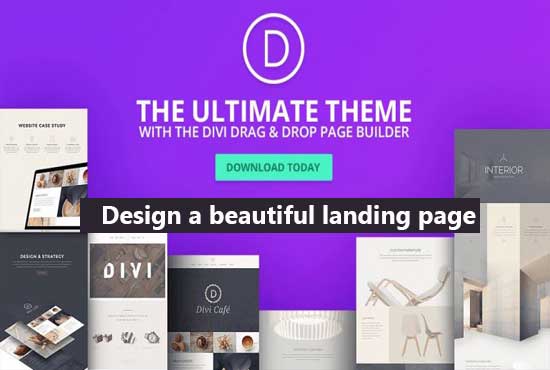 D
THE ULTIMATE THEME
WITH THE DIVI DRAG & DROP PAGE BUILDER
DOWNLOAD TODAY
WEBSITE CASE STUDY
INTERIOR
Design a beautiful landing page
DESIGN & STRATEGY
DIVI
D
Divi Café